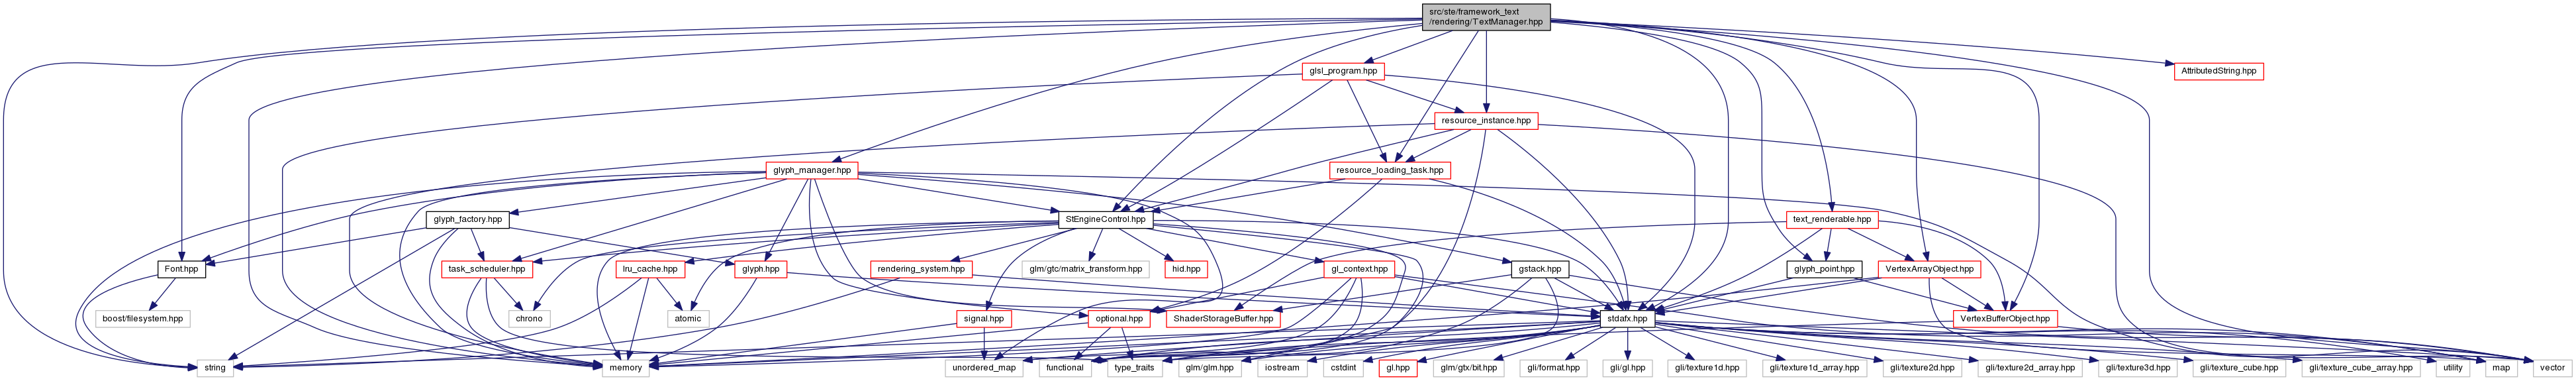 src/ste/framework_text
/rendering/TextManager.hpp
glsl_program.hpp
AttributedString.hpp
resource_instance.hpp
glyph_manager.hpp
resource_loading_task.hpp
glyph_factory.hpp
StEngineControl.hpp
text_renderable.hpp
Font.hpp
task_scheduler.hpp
lru_cache.hpp
glyph.hpp
rendering_system.hpp
glm/gtc/matrix_transform.hpp
hid.hpp
gl_context.hpp
gstack.hpp
glyph_point.hpp
VertexArrayObject.hpp
boost/filesystem.hpp
chrono
atomic
signal.hpp
optional.hpp
ShaderStorageBuffer.hpp
stdafx.hpp
VertexBufferObject.hpp
string
memory
unordered_map
functional
type_traits
glm/glm.hpp
iostream
cstdint
gl.hpp
glm/gtx/bit.hpp
gli/format.hpp
gli/gl.hpp
gli/texture1d.hpp
gli/texture1d_array.hpp
gli/texture2d.hpp
gli/texture2d_array.hpp
gli/texture3d.hpp
gli/texture_cube.hpp
gli/texture_cube_array.hpp
utility
map
vector